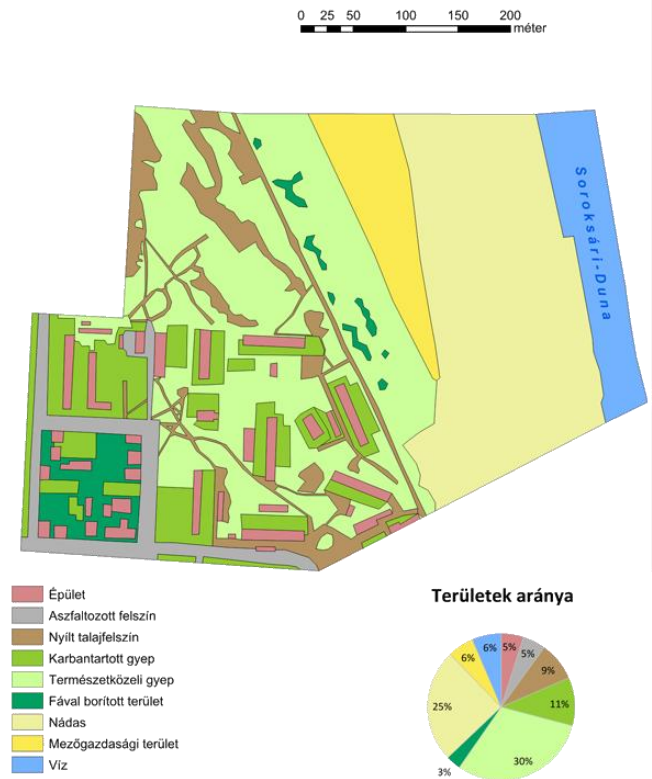 0 25 50 100 150 200
méter
Soroksári-Duna
Épület
Aszfaltozott felszín
Nyílt talajfelszín
Karbantartott gyep
Természetközeli gyep
Fával borított terület
Nádas
Mezőgazdasági terület
Víz
Területek aránya
5%
5%
9%
11%
30%
3%
25%
6%
6%